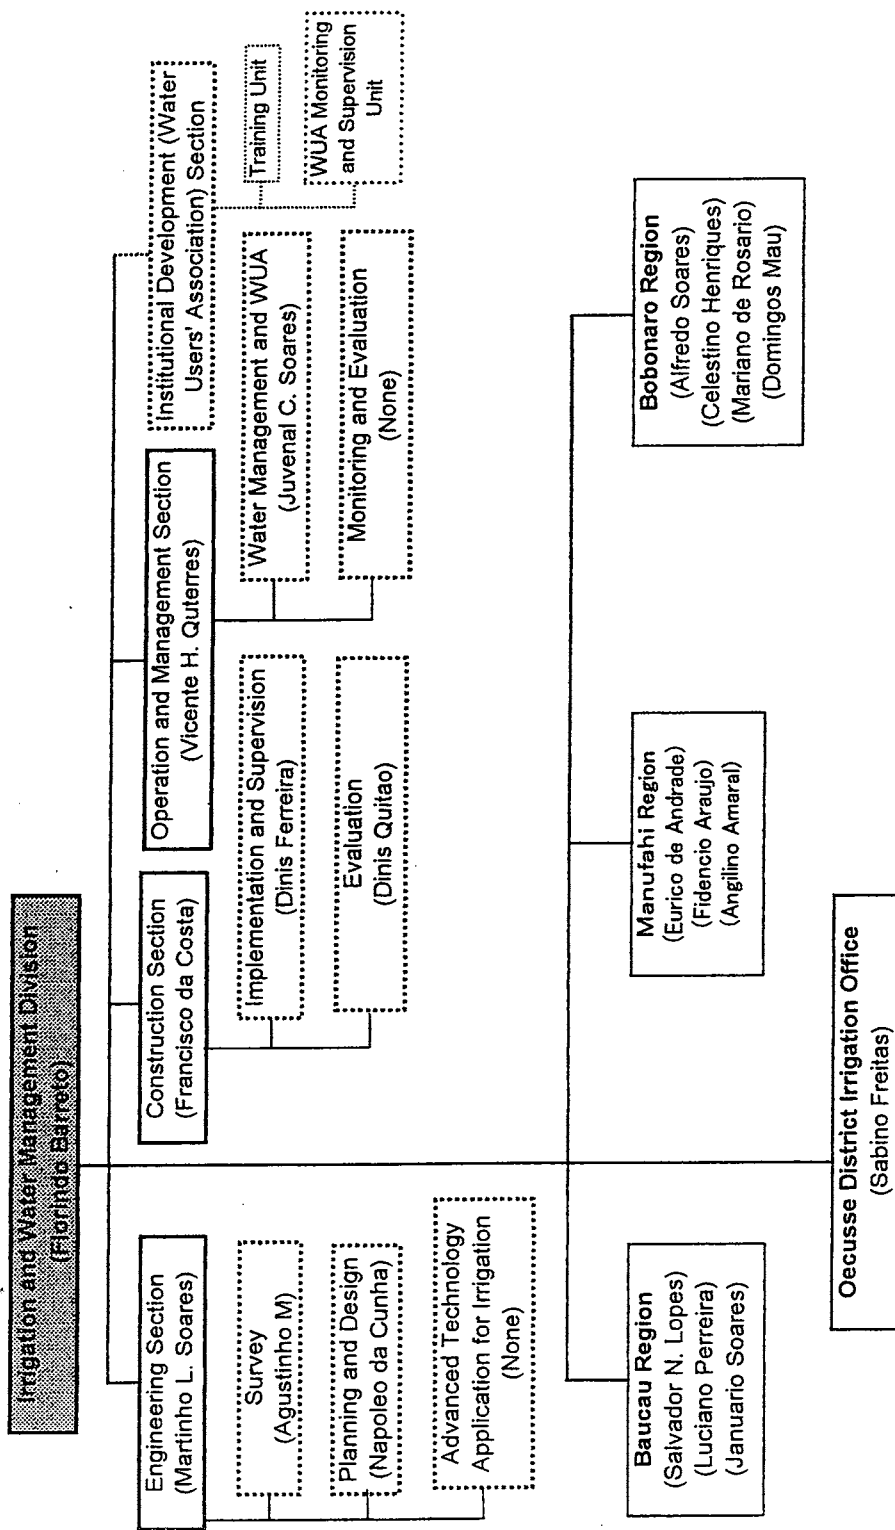 Irrigation and Water Management Division
(Florindo Barreto)
Engineering Section
(Martinho L. Soares)
Survey
(Agustinho M)
Planning and Design
(Napoleo da Cunha)
Advanced Technology
Application for Irrigation
(None)
Construction Section
(Francisco da Costa)
Implementation and Supervision
(Dinis Ferreira)
Evaluation
(Dinis Quitao)
Operation and Management Section
(Vicente H. Quterres)
Water Management and WUA
(Juvenal C. Soares)
Monitoring and Evaluation
(None)
Institutional Development (Water
Users' Association) Section
Training Unit
WUA Monitoring
and Supervision
Unit
Baucau Region
(Salvador N. Lopes)
(Luciano Perreira)
(Januario Soares)
Manufahi Region
(Eurico de Andrade)
(Fidencio Araujo)
(Angilino Amaral)
Bobonaro Region
(Alfredo Soares)
(Celestino Henriques)
(Mariano de Rosario)
(Domingos Mau)
Oecusse District Irrigation Office
(Sabino Freitas)